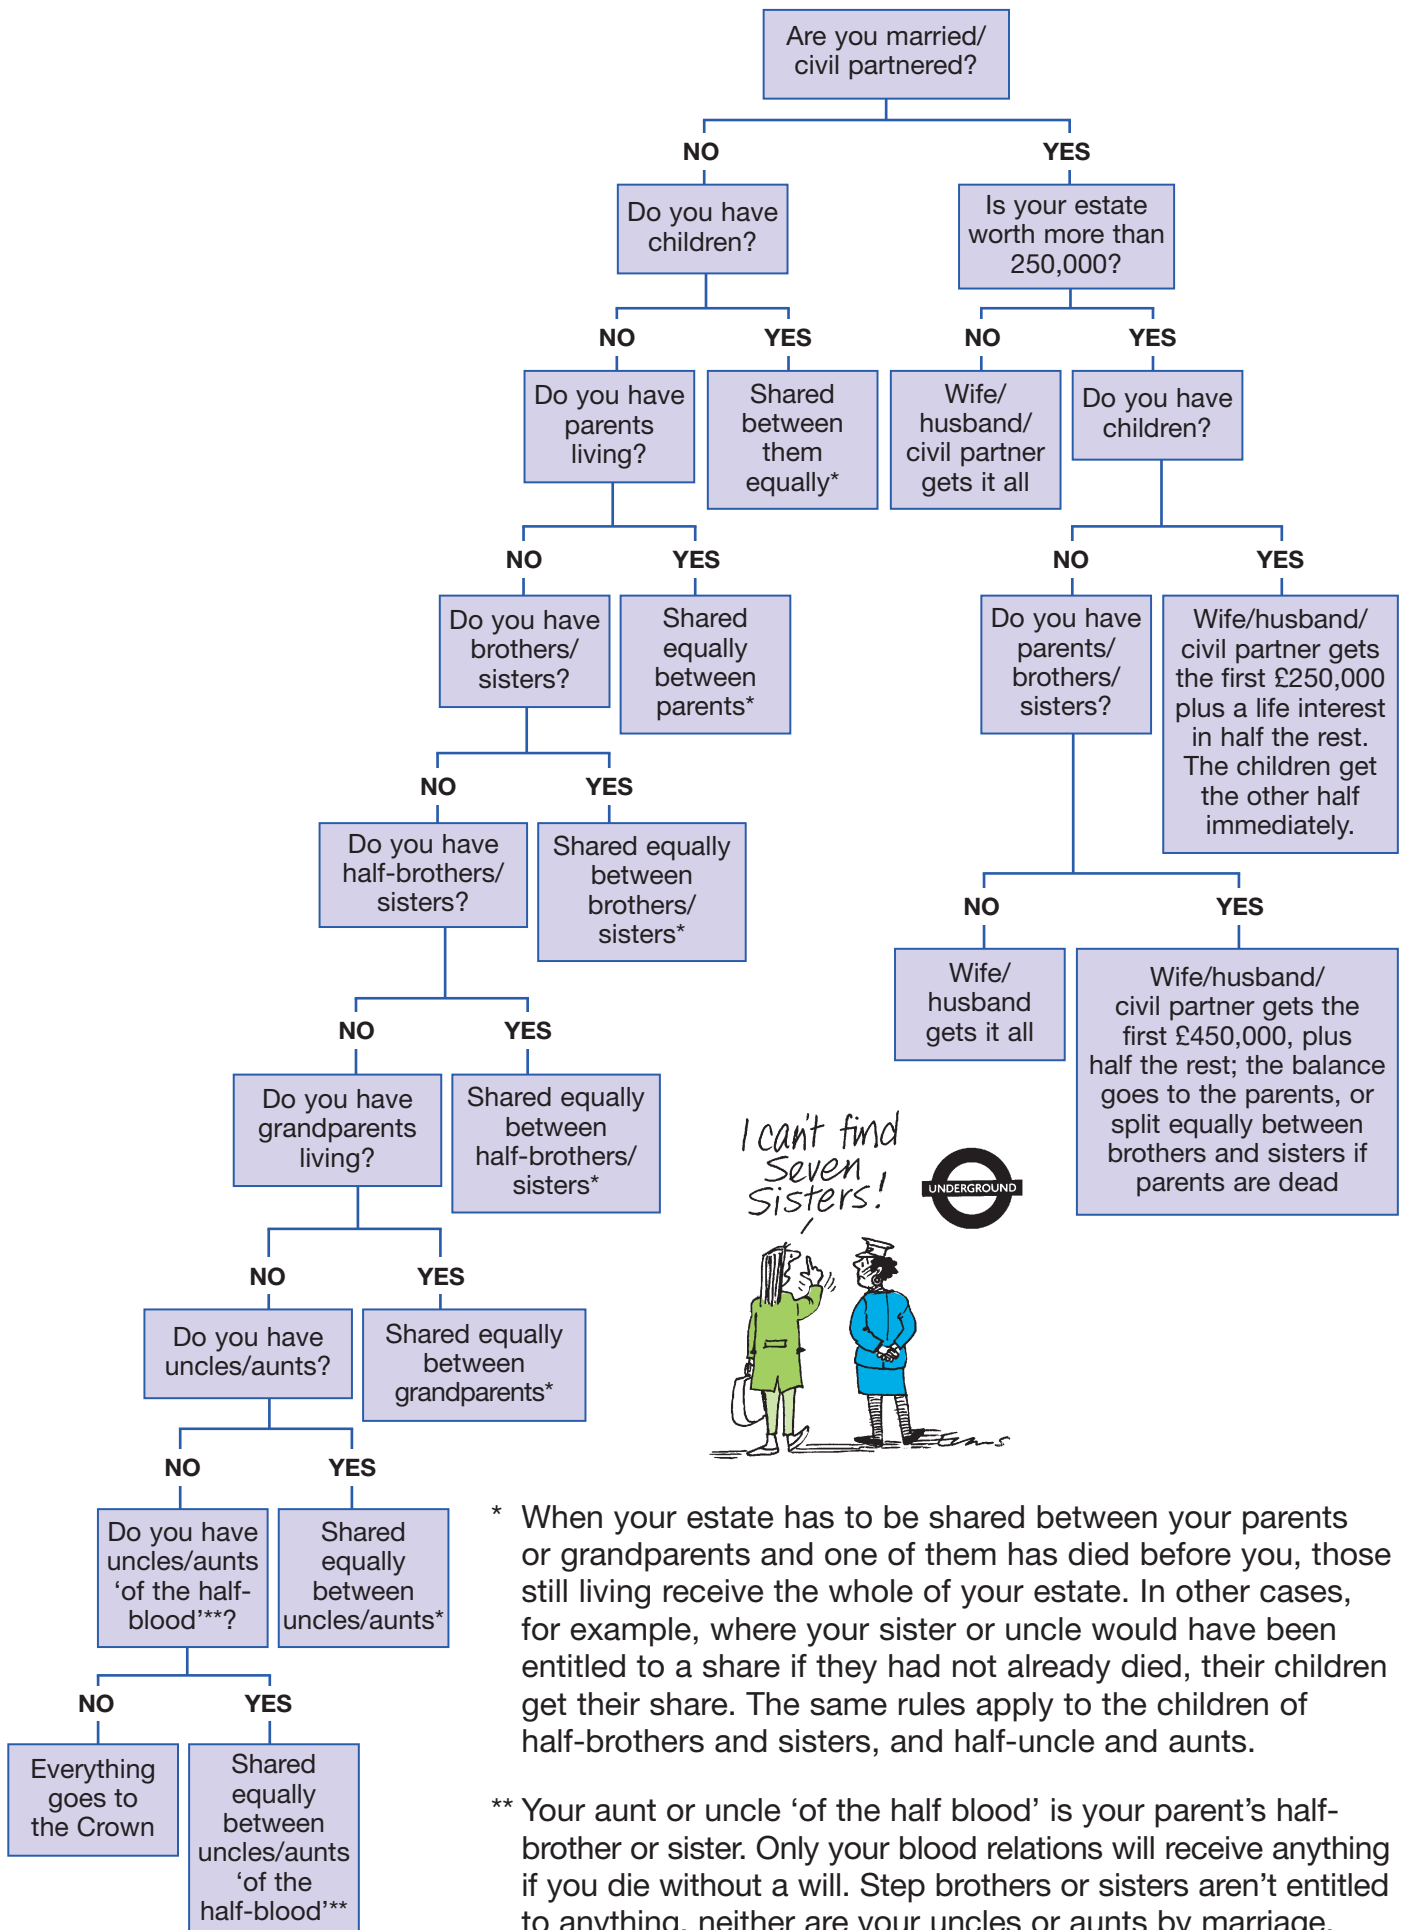 Are you married/
civil partnered?
NO
YES
Do you have
children?
Is your estate
worth more than
250,000?
NO
YES
NO
YES
Do you have
parents
living?
Shared
between
them
equally*
Wife/
husband/
civil partner
gets it all
Do you have
children?
NO
YES
NO
YES
Do you have
brothers/
sisters?
Shared
equally
between
parents*
Do you have
parents/
brothers/
sisters?
Wife/husband/
civil partner gets
the first £250,000
plus a life interest
in half the rest.
The children get
the other half
immediately.
NO
YES
Do you have
half-brothers/
sisters?
Shared equally
between
brothers/
sisters*
NO
YES
Wife/
husband
gets it all
Wife/husband/
civil partner gets the
first £450,000, plus
half the rest; the balance
goes to the parents, or
split equally between
brothers and sisters if
parents are dead
NO
YES
Do you have
grandparents
living?
Shared equally
between
half-brothers/
sisters*
I can't find
Seven
Sisters!
UNDERGROUND
NO
YES
Do you have
uncles/aunts?
Shared equally
between
grandparents*
NO
YES
Do you have
uncles/aunts
‘of the half-
blood’**?
Shared
equally
between
uncles/aunts*
NO
YES
Everything
goes to
the Crown
Shared
equally
between
uncles/aunts
‘of the
half-blood’**
* When your estate has to be shared between your parents
or grandparents and one of them has died before you, those
still living receive the whole of your estate. In other cases,
for example, where your sister or uncle would have been
entitled to a share if they had not already died, their children
get their share. The same rules apply to the children of
half-brothers and sisters, and half-uncle and aunts.
** Your aunt or uncle ‘of the half blood’ is your parent’s half-
brother or sister. Only your blood relations will receive anything
if you die without a will. Step brothers or sisters aren’t entitled
to anything, neither are your uncles or aunts by marriage.